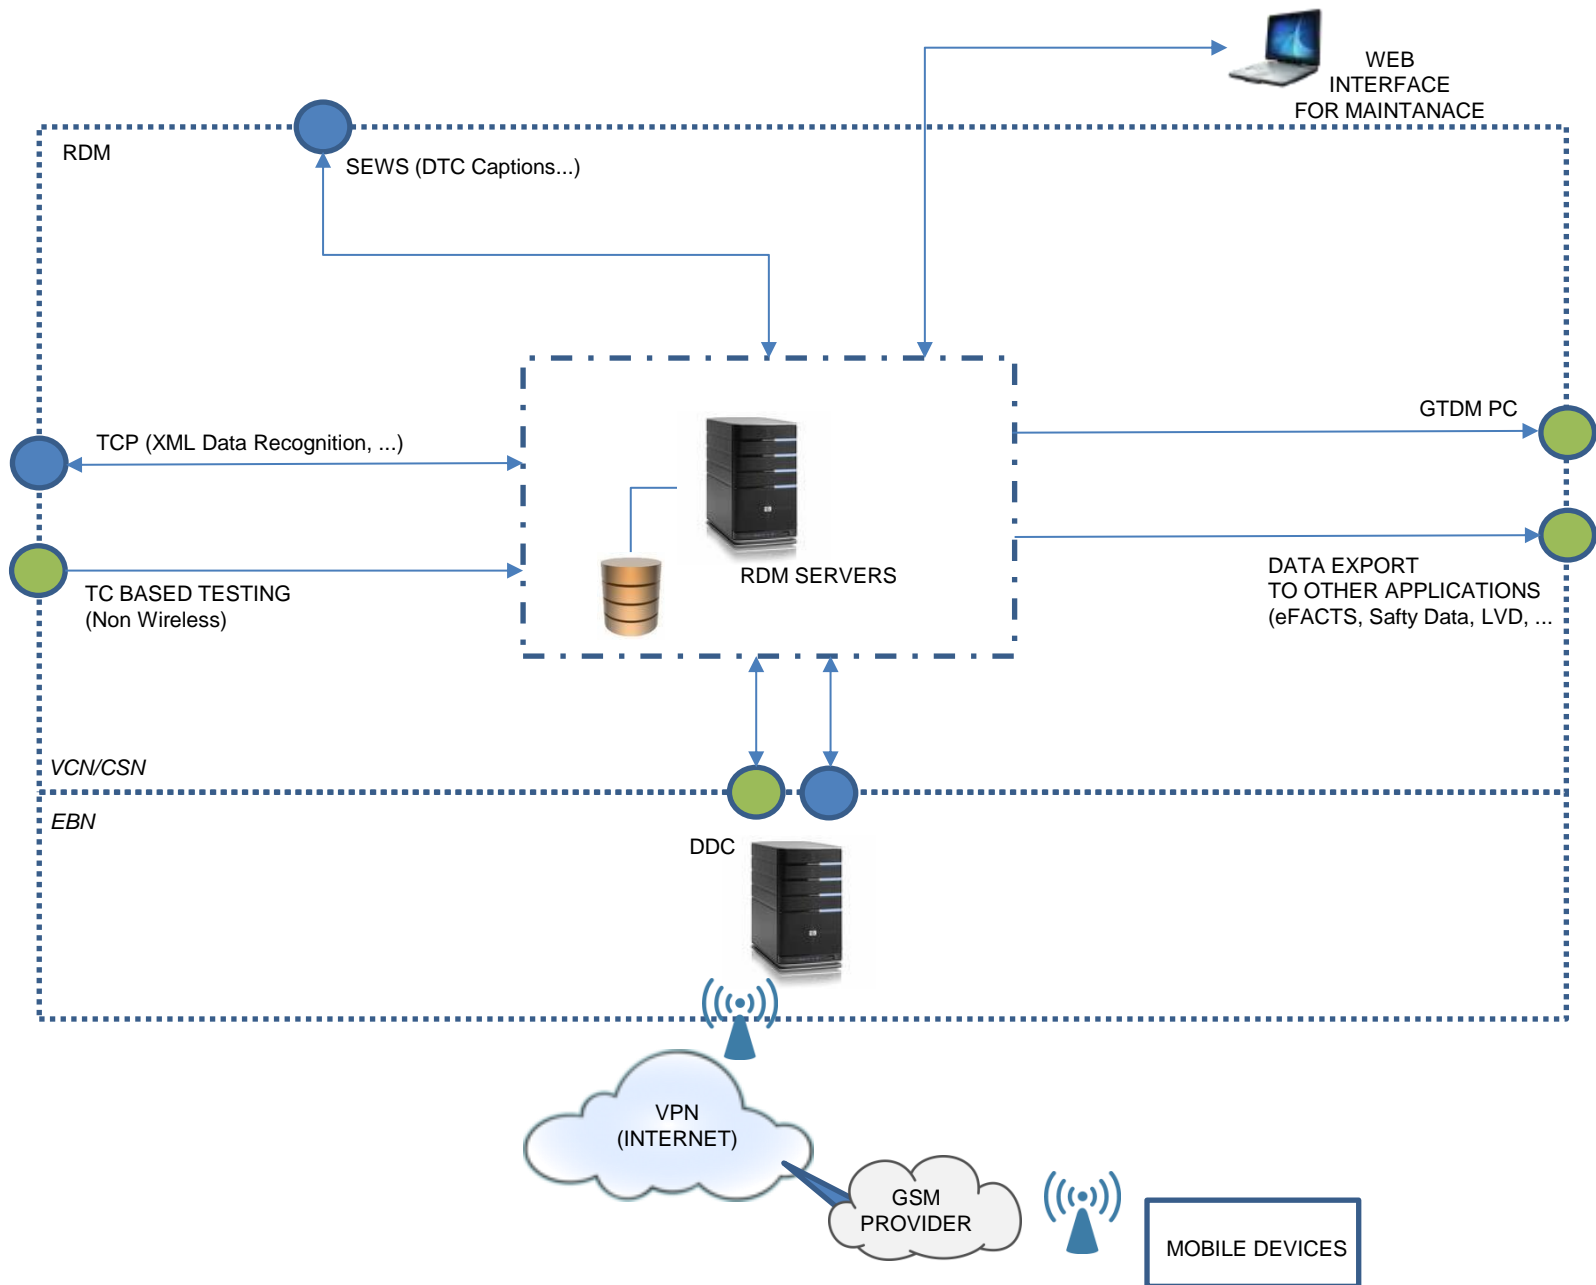 WEB
INTERFACE
FOR MAINTANACE
RDM
SEWS (DTC Captions...)
GTDM PC
TCP (XML Data Recognition, ...)
RDM SERVERS
TC BASED TESTING
(Non Wireless)
DATA EXPORT
TO OTHER APPLICATIONS
(eFACTS, Safty Data, LVD, ...
VCN/CSN
EBN
DDC
VPN
(INTERNET)
GSM
PROVIDER
MOBILE DEVICES